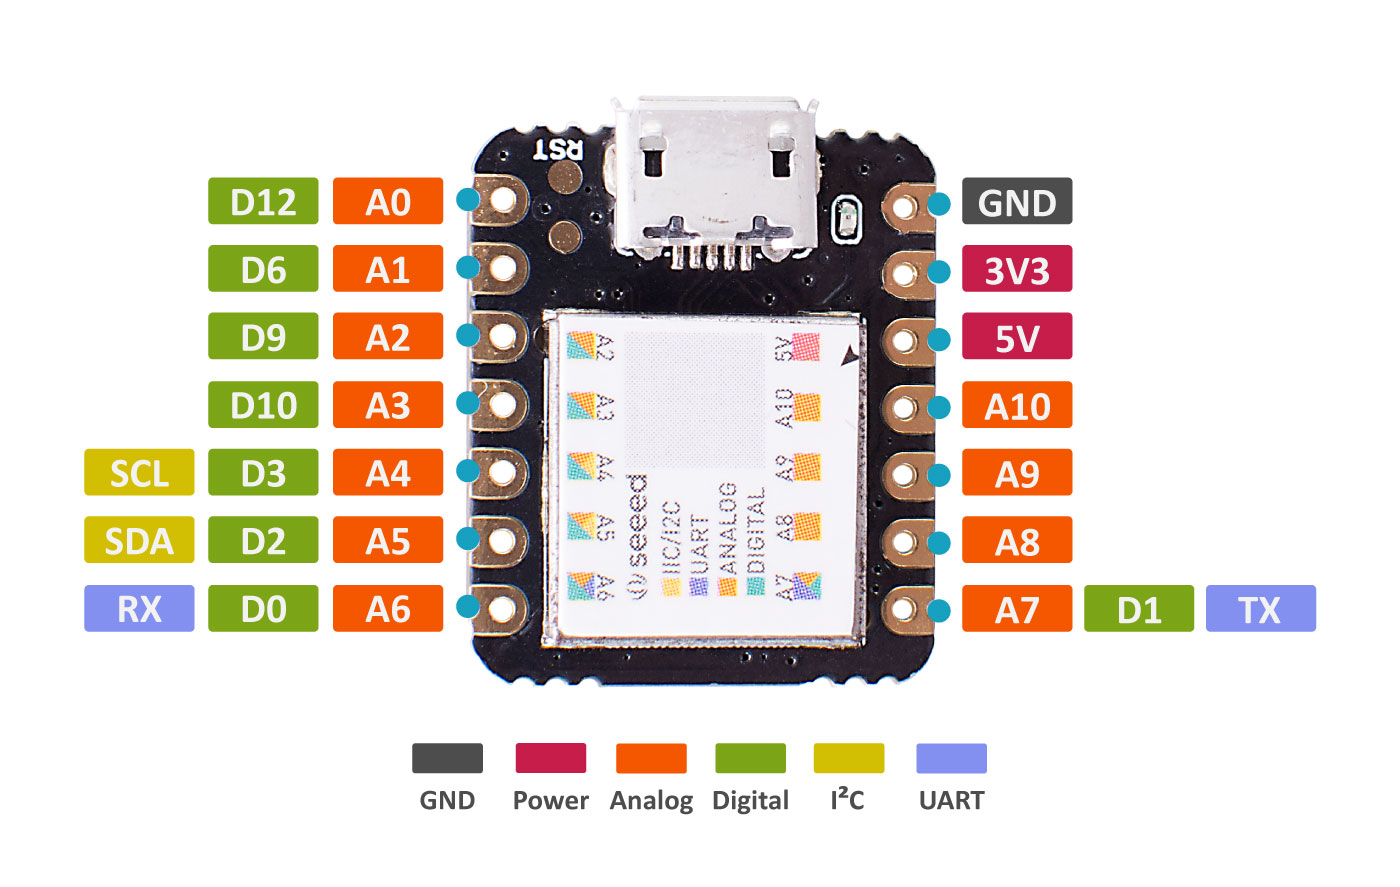 RST
D12 A0 GND
D6 A1 3V3
D9 A2 5V
D10 A3 A10
SCL D3 A4 A9
SDA D2 A5 A8
RX D0 A6 A7 D1 TX
A2
A3
A4
A5
A6
seeed
IIC/I2C
UART
ANALOG
DIGITAL
5V
A10
A9
A8
A7
GND Power Analog Digital I²C UART